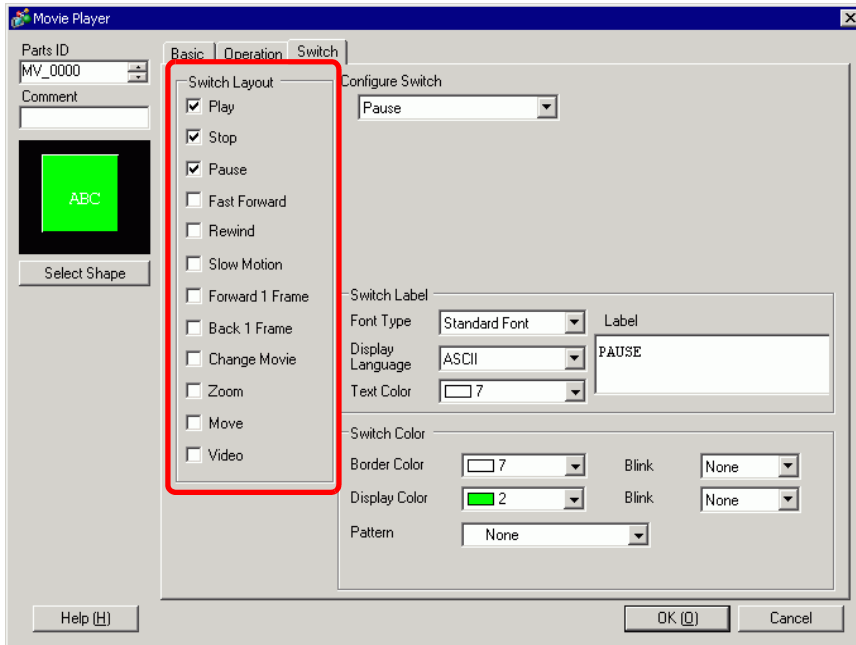 Movie Player
Parts ID
MV_0000
Comment
ABC
Select Shape
Basic Operation Switch
Switch Layout
Play
Stop
Pause
Fast Forward
Rewind
Slow Motion
Forward 1 Frame
Back 1 Frame
Change Movie
Zoom
Move
Video
Configure Switch
Pause
Switch Label
Font Type Standard Font
Display Language ASCII
Text Color 7
Label
PAUSE
Switch Color
Border Color 7 Blink None
Display Color 2 Blink None
Pattern None
Help (H) OK (O) Cancel